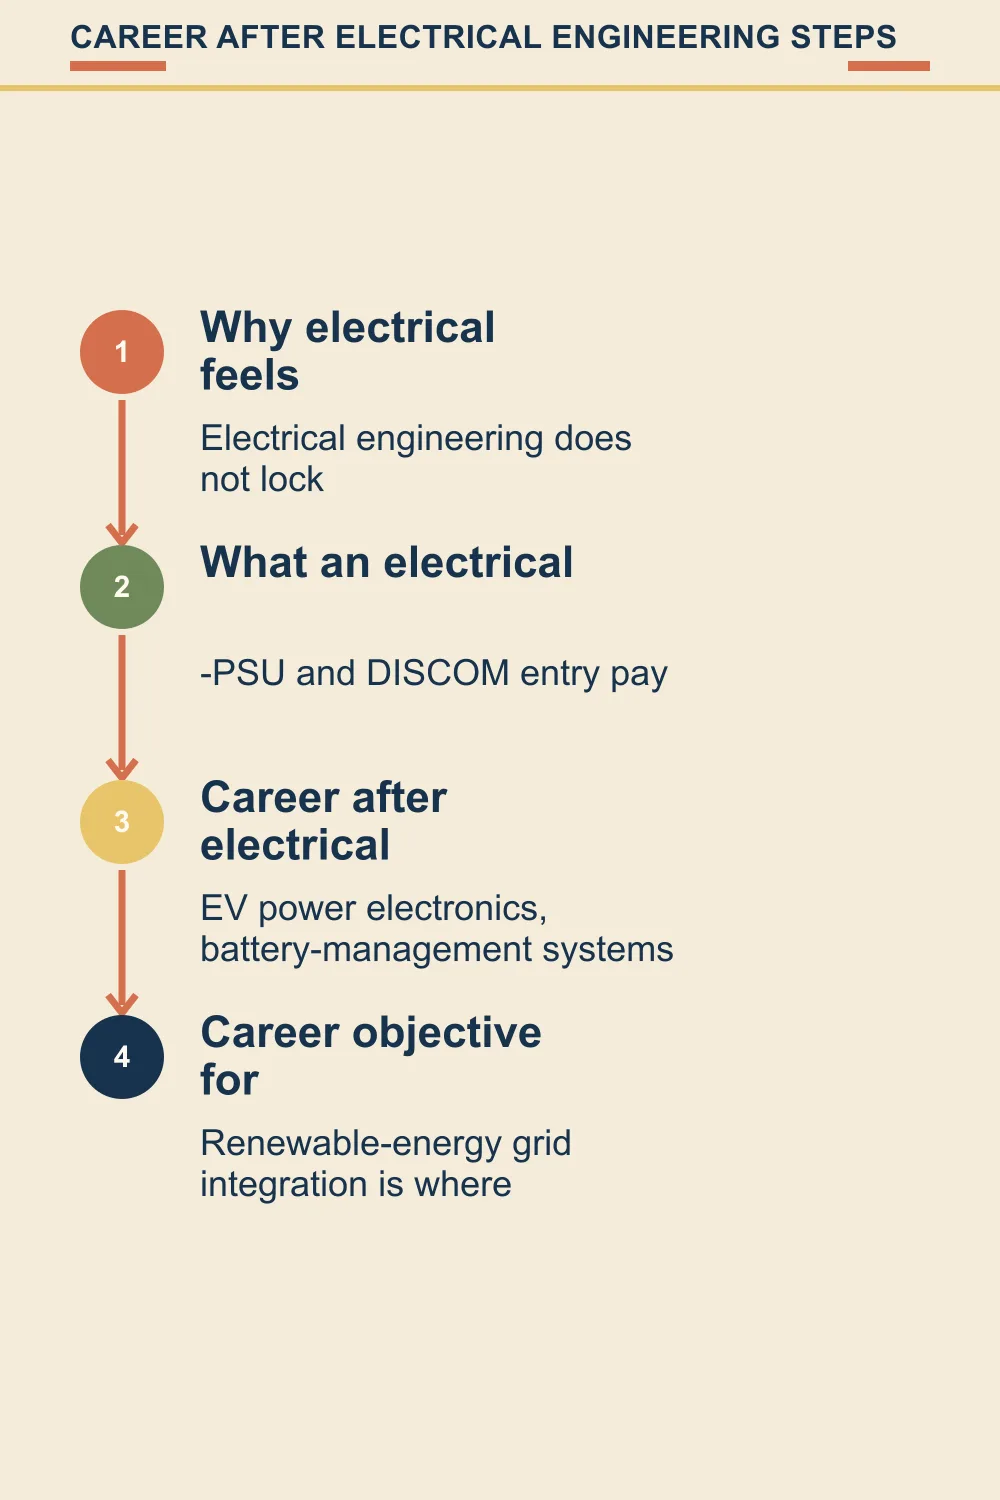 CAREER AFTER ELECTRICAL ENGINEERING STEPS
1
Why electrical
feels
Electrical engineering does
not lock
2
What an electrical
-PSU and DISCOM entry pay
3
Career after
electrical
EV power electronics,
battery-management systems
4
Career objective
for
Renewable-energy grid
integration is where